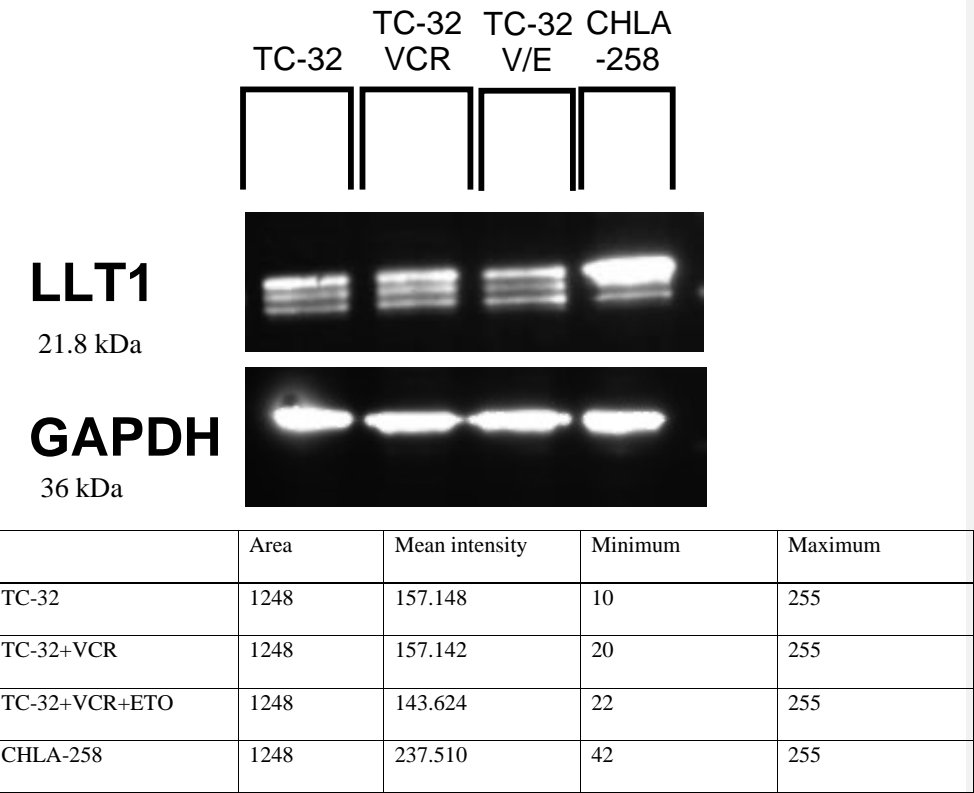 TC-32 TC-32 CHLA
TC-32 VCR V/E -258
LLT1
21.8 kDa
GAPDH
36 kDa
Area Mean intensity Minimum Maximum
TC-32 1248 157.148 10 255
TC-32+VCR 1248 157.142 20 255
TC-32+VCR+ETO 1248 143.624 22 255
CHLA-258 1248 237.510 42 255